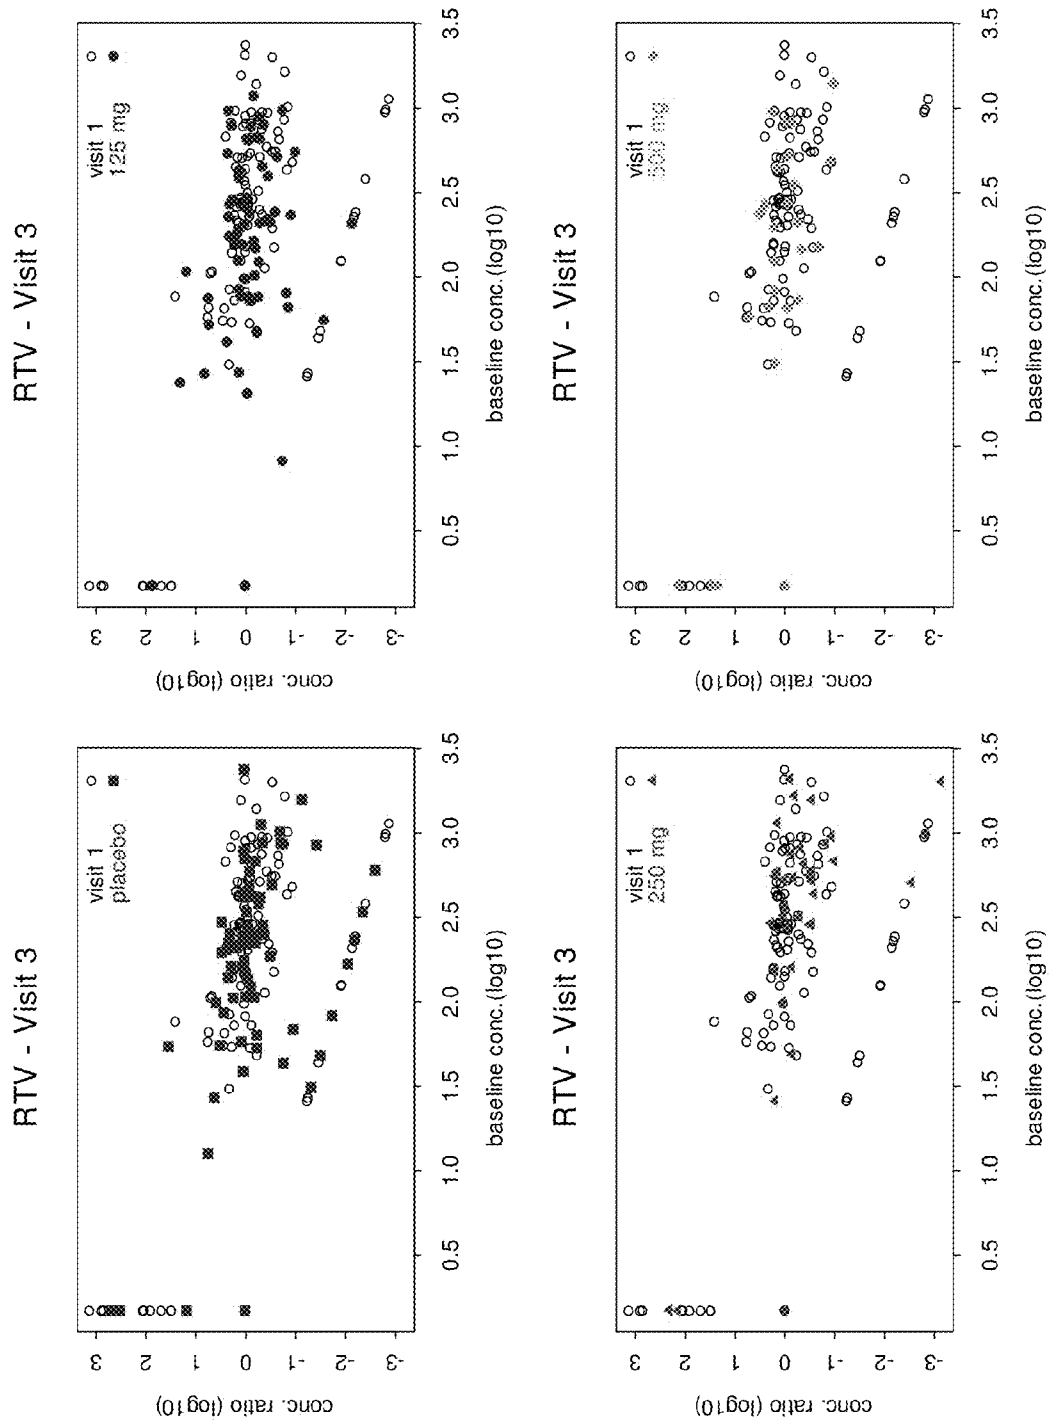 RTV - Visit 3
conc. ratio (log10)
3
2
1
0
-1
-2
-3
visit 1
placebo
0.5 1.0 1.5 2.0 2.5 3.0 3.5
baseline conc.(log10)
RTV - Visit 3
conc. ratio (log10)
3
2
1
0
-1
-2
-3
visit 1
125 mg
0.5 1.0 1.5 2.0 2.5 3.0 3.5
baseline conc.(log10)
RTV - Visit 3
conc. ratio (log10)
3
2
1
0
-1
-2
-3
visit 1
250 mg
0.5 1.0 1.5 2.0 2.5 3.0 3.5
baseline conc.(log10)
RTV - Visit 3
conc. ratio (log10)
3
2
1
0
-1
-2
-3
visit 1
500 mg
0.5 1.0 1.5 2.0 2.5 3.0 3.5
baseline conc.(log10)